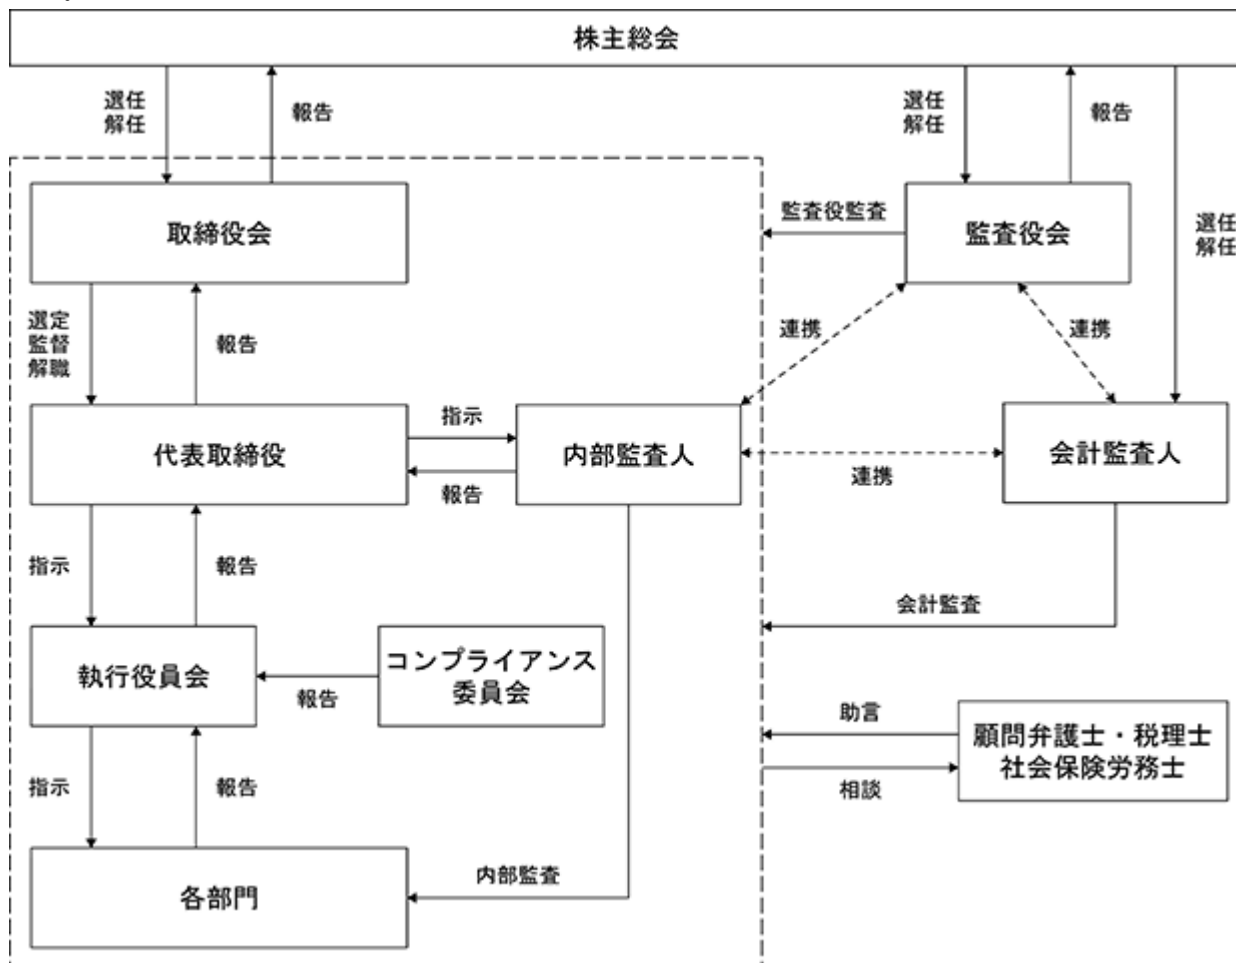 株主総会
選任
解任
報告
選任
解任
報告
選任
解任
取締役会
監査役監査
監査役会
選定
監督
解職
報告
連携
連携
代表取締役
指示
報告
内部監査人
連携
会計監査人
指示
報告
会計監査
執行役員会
報告
コンプライアンス
委員会
助言
相談
顧問弁護士・税理士
社会保険労務士
指示
報告
各部門
内部監査